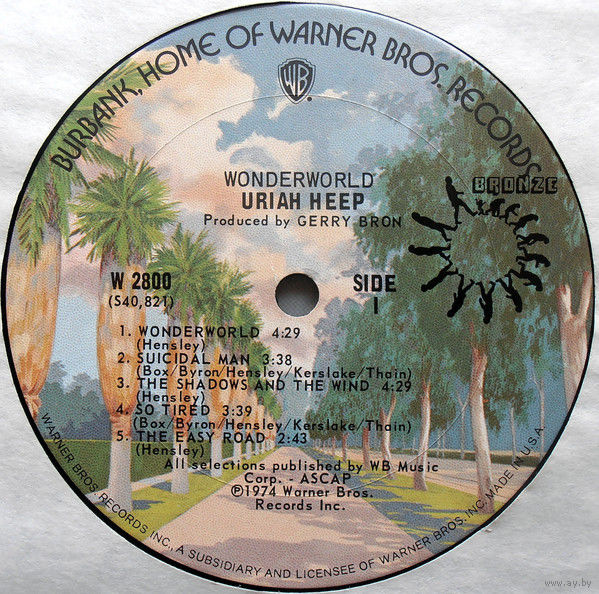 BURBANK, HOME OF WARNER BROS. RECORDS
WB
WONDERWORLD
URIAH HEEP
Produced by GERRY BRON
BRONZE
W 2800
(S40,821)
SIDE
1
1. WONDERWORLD 4:29
(Hensley)
2. SUICIDAL MAN 3:38
(Box/Byron/Hensley/Kerslake/Thain)
3. THE SHADOWS AND THE WIND 4:29
(Hensley)
4. SO TIRED 3:39
(Box/Byron/Hensley/Kerslake/Thain)
5. THE EASY ROAD 2:43
(Hensley)
All selections published by WB Music
Corp. - ASCAP
Ⓟ1974 Warner Bros.
Records Inc.
WARNER BROS. RECORDS INC., A SUBSIDIARY AND LICENSEE OF WARNER BROS. INC. MADE IN U.S.A.
www.ay.by